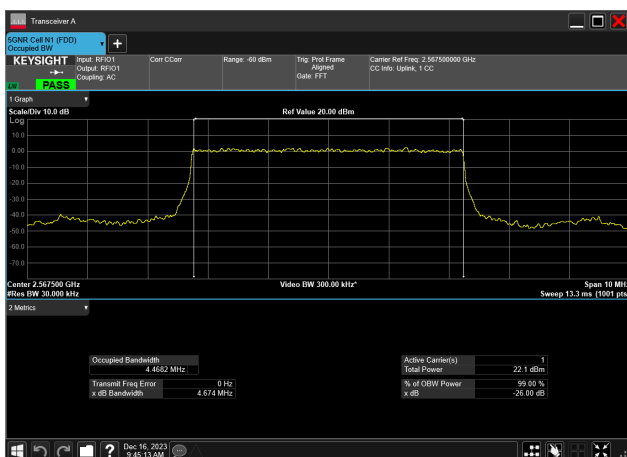 Transceiver A
5GNR Cell N1 (FDD)
Occupied BW
KEYSIGHT
PASS
Input: RFIO1
Output: RFIO1
Coupling: AC
Corr CCorr
Range: -60 dBm
Trig: Prot Frame
Aligned
Gate: FFT
Carrier Ref Freq: 2.567500000 GHz
CC Info: Uplink, 1 CC
1 Graph
Scale/Div 10.0 dB
Ref Value 20.00 dBm
Log
10.0
0.00
-10.0
-20.0
-30.0
-40.0
-50.0
-60.0
-70.0
Center 2.567500 GHz
Video BW 300.00 kHz*
Span 10 MHz
#Res BW 30.000 kHz
Sweep 13.3 ms (1001 pts
2 Metrics
Occupied Bandwidth
4.4682 MHz
Transmit Freq Error 0 Hz
x dB Bandwidth 4.674 MHz
Active Carrier(s) 1
Total Power 22.1 dBm
% of OBW Power 99.00 %
x dB -26.00 dB
Dec 16, 2023
9:45:13 AM